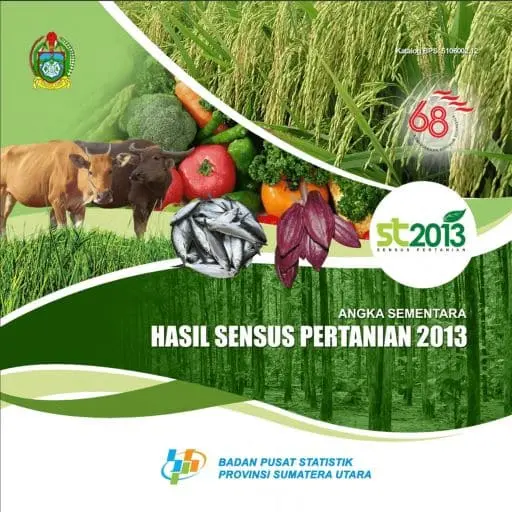 Katalog BPS: 5106002.12
68
st2013
SENSUS PERTANIAN
ANGKA SEMENTARA
HASIL SENSUS PERTANIAN 2013
BADAN PUSAT STATISTIK
PROVINSI SUMATERA UTARA